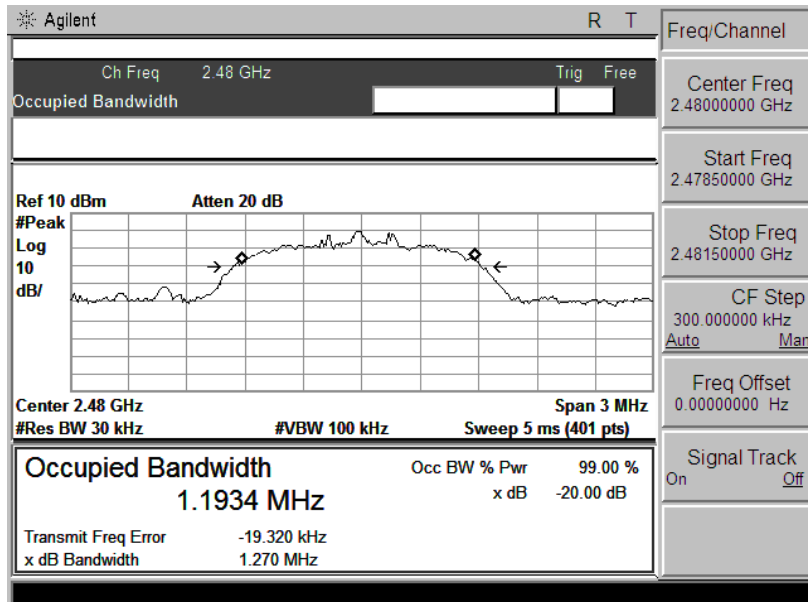 Agilent R T
Freq/Channel
Ch Freq 2.48 GHz Trig Free
Occupied Bandwidth
Center Freq
2.48000000 GHz
Start Freq
2.47850000 GHz
Stop Freq
2.48150000 GHz
CF Step
300.000000 kHz
Auto Man
Freq Offset
0.00000000 Hz
Signal Track
On Off
Ref 10 dBm Atten 20 dB
#Peak
Log
10
dB/
Center 2.48 GHz Span 3 MHz
#Res BW 30 kHz #VBW 100 kHz Sweep 5 ms (401 pts)
Occupied Bandwidth Occ BW % Pwr 99.00 %
1.1934 MHz x dB -20.00 dB
Transmit Freq Error -19.320 kHz
x dB Bandwidth 1.270 MHz